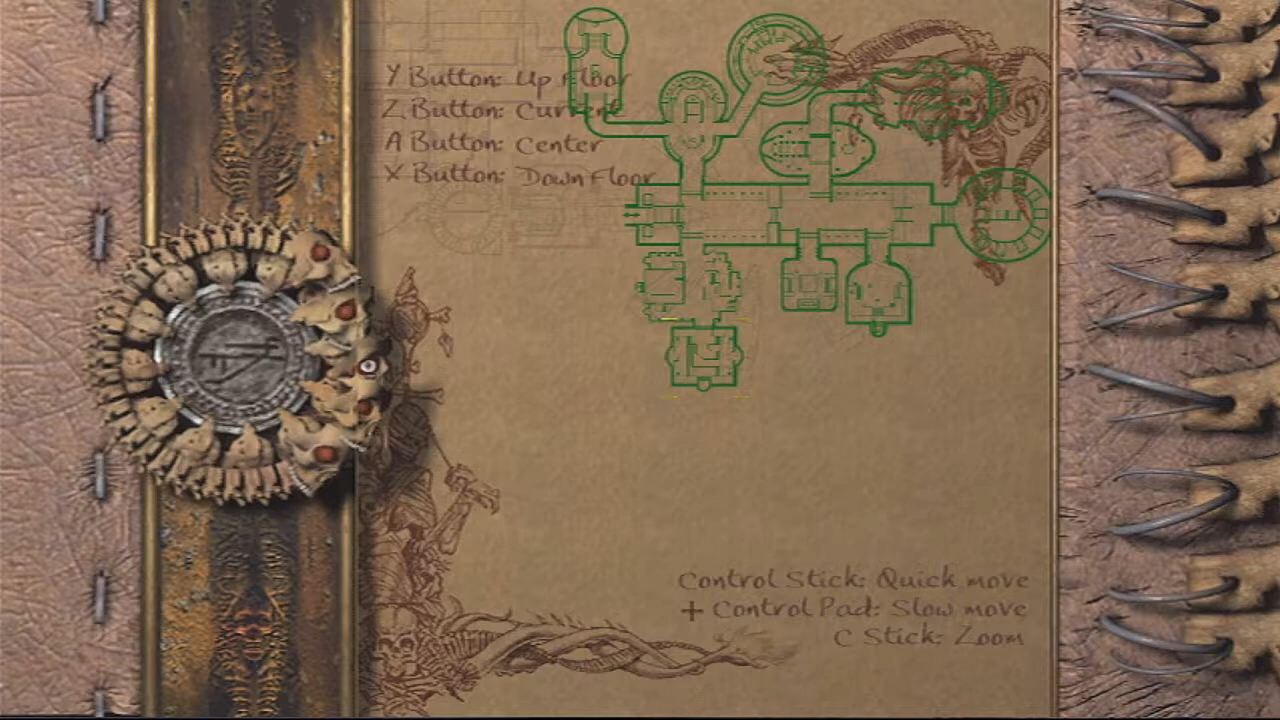 Y Button: Up Floor
Z Button: Current
A Button: Center
X Button: Down Floor
Control Stick: Quick move
+ Control Pad: Slow move
C Stick: Zoom